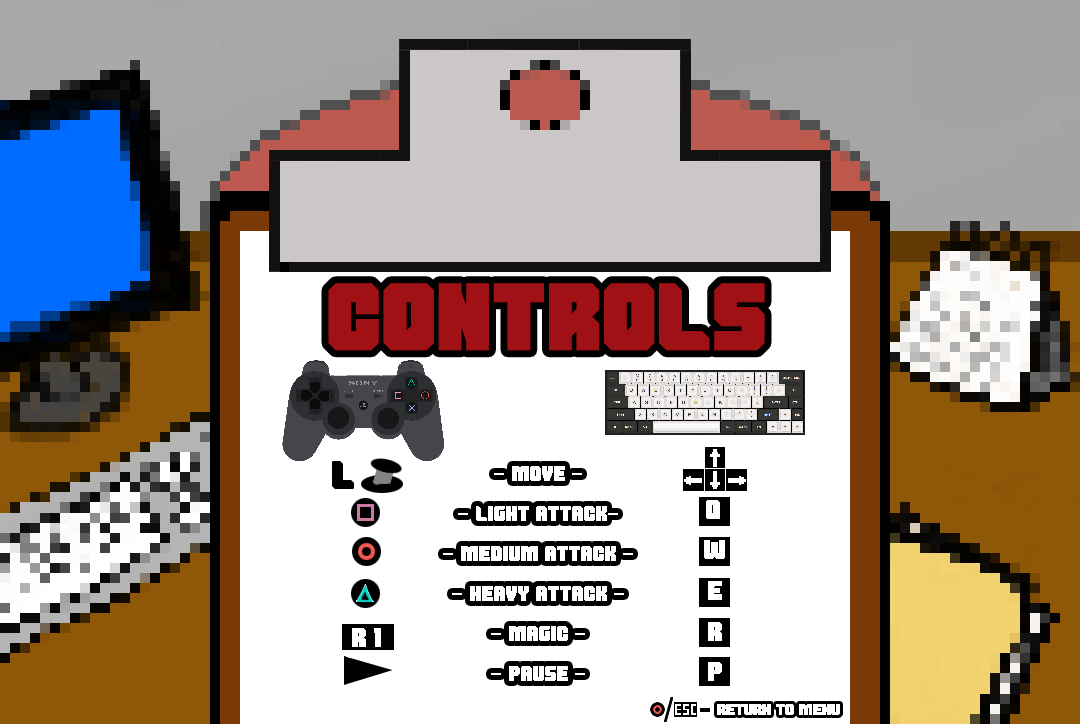 CONTROLS
SONY
L - MOVE - ↑ ← ↓ →
- LIGHT ATTACK - Q
- MEDIUM ATTACK - W
- HEAVY ATTACK - E
R1 - MAGIC - R
- PAUSE - P
/ESC - RETURN TO MENU